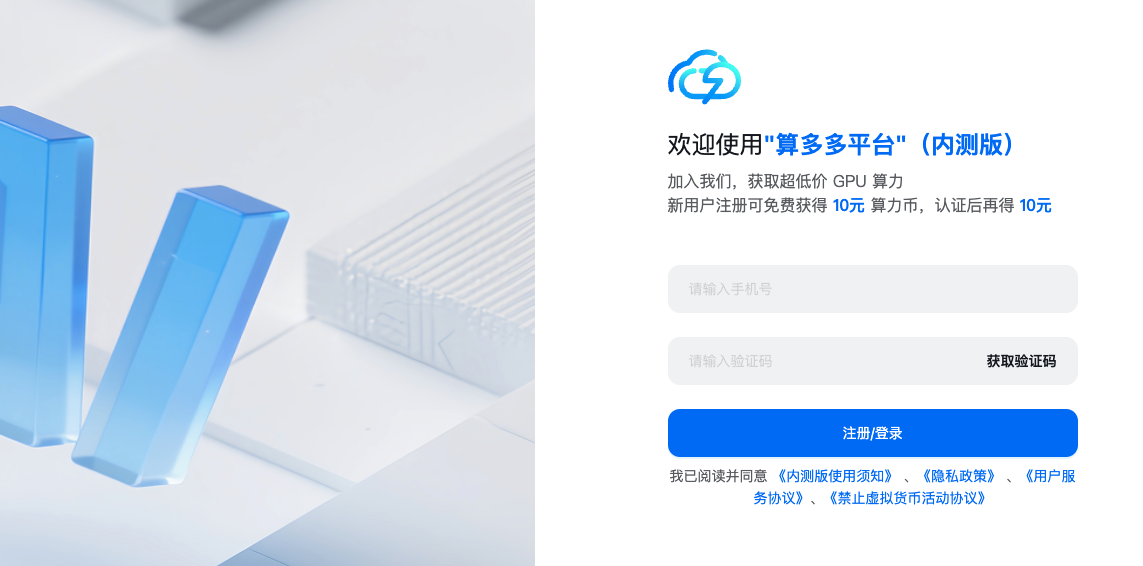 欢迎使用"算多多平台"（内测版）
加入我们，获取超低价 GPU 算力
新用户注册可免费获得 10元 算力币，认证后再得 10元
请输入手机号
请输入验证码 获取验证码
注册/登录
我已阅读并同意 《内测版使用须知》 、《隐私政策》 、《用户服
务协议》、《禁止虚拟货币活动协议》